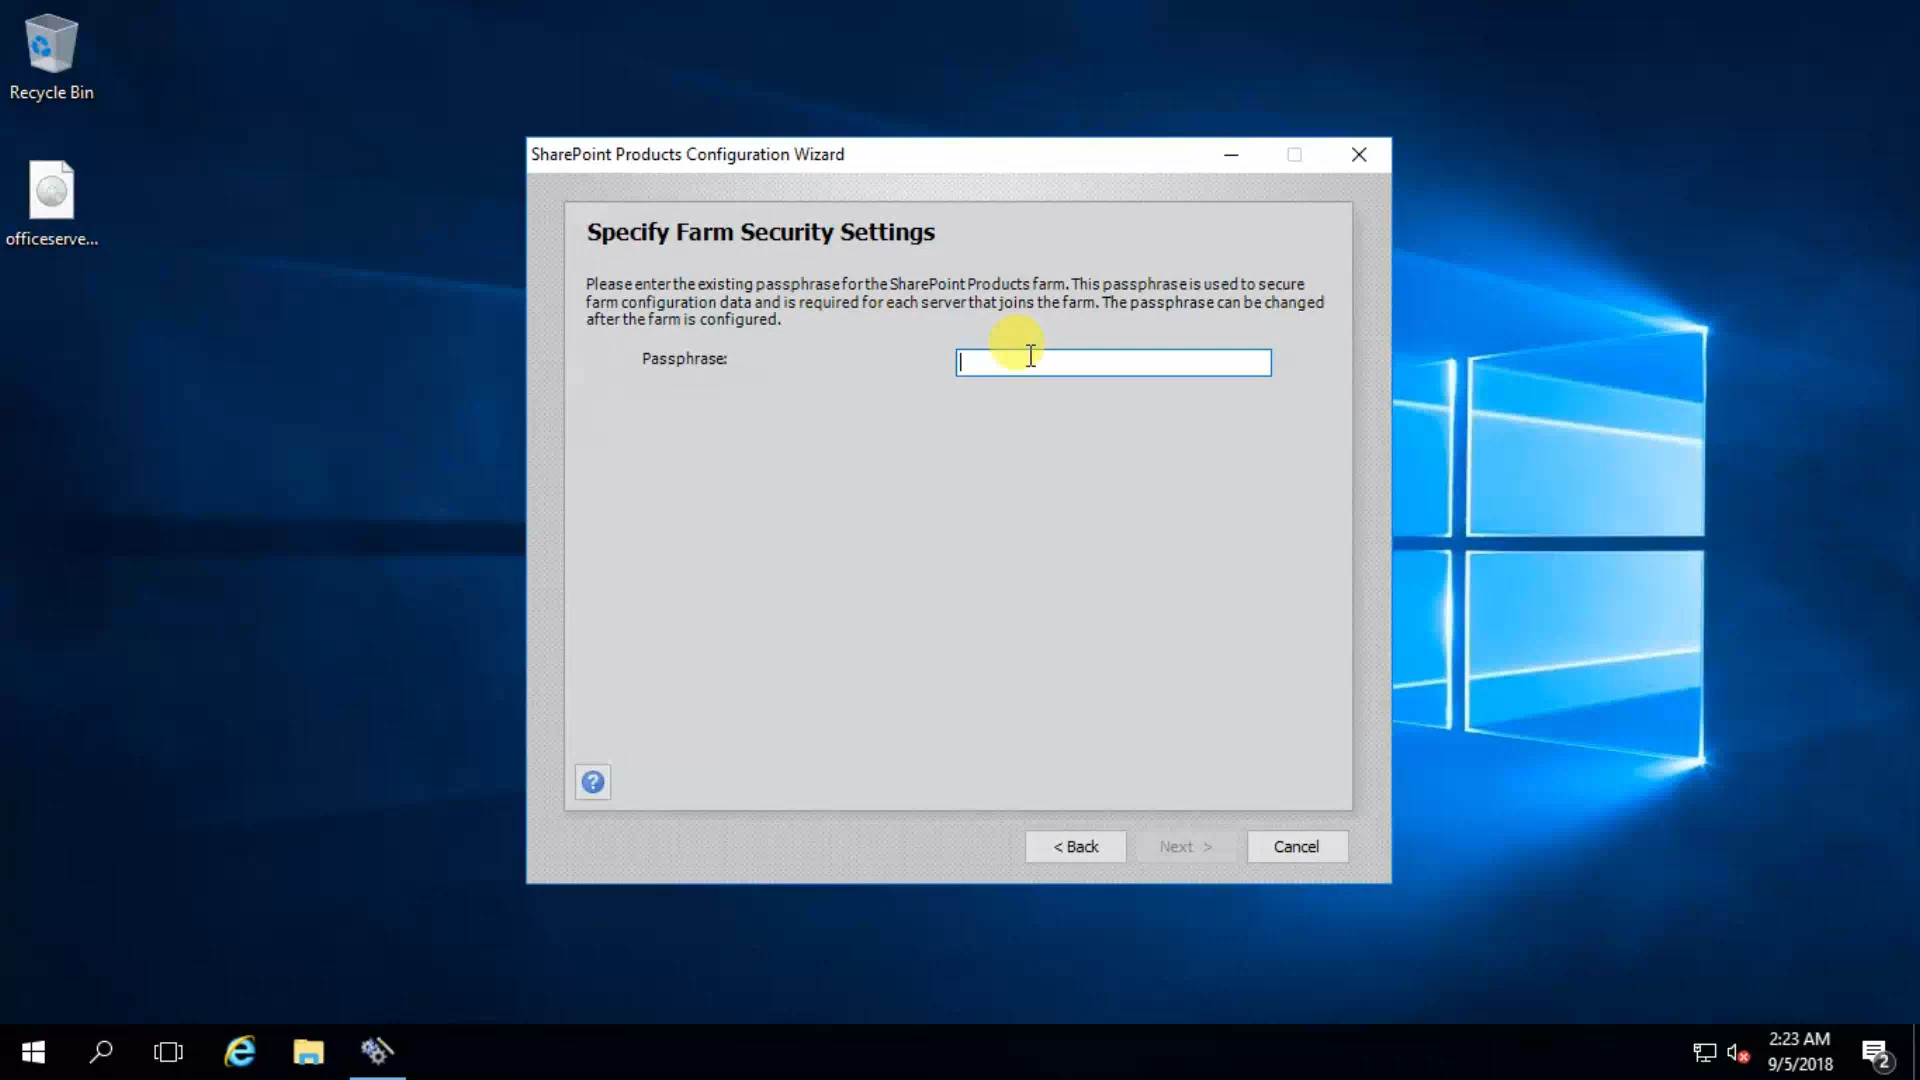 Recycle Bin
officeserve...
SharePoint Products Configuration Wizard
Specify Farm Security Settings
Please enter the existing passphrase for the SharePoint Products farm. This passphrase is used to secure
farm configuration data and is required for each server that joins the farm. The passphrase can be changed
after the farm is configured.
Passphrase:
?
< Back
Next >
Cancel
2:23 AM
9/5/2018
2